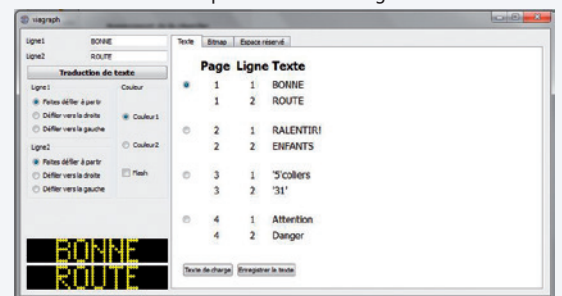 viagraph
Ligne1 BONNE
Ligne2 ROUTE
Traduction de texte
Ligne1
Faites défiler à partir
Défiler vers la droite
Défiler vers la gauche
Couleur
Couleur1
Couleur2
Flash
Ligne2
Faites défiler à partir
Défiler vers la droite
Défiler vers la gauche
BONNE
ROUTE
Texte Bitmap Espace réservé
Page Ligne Texte
1 1 BONNE
1 2 ROUTE
2 1 RALENTIR!
2 2 ENFANTS
3 1 '5'coliers
3 2 '31'
4 1 Attention
4 2 Danger
Texte de charge Enregistrer le texte